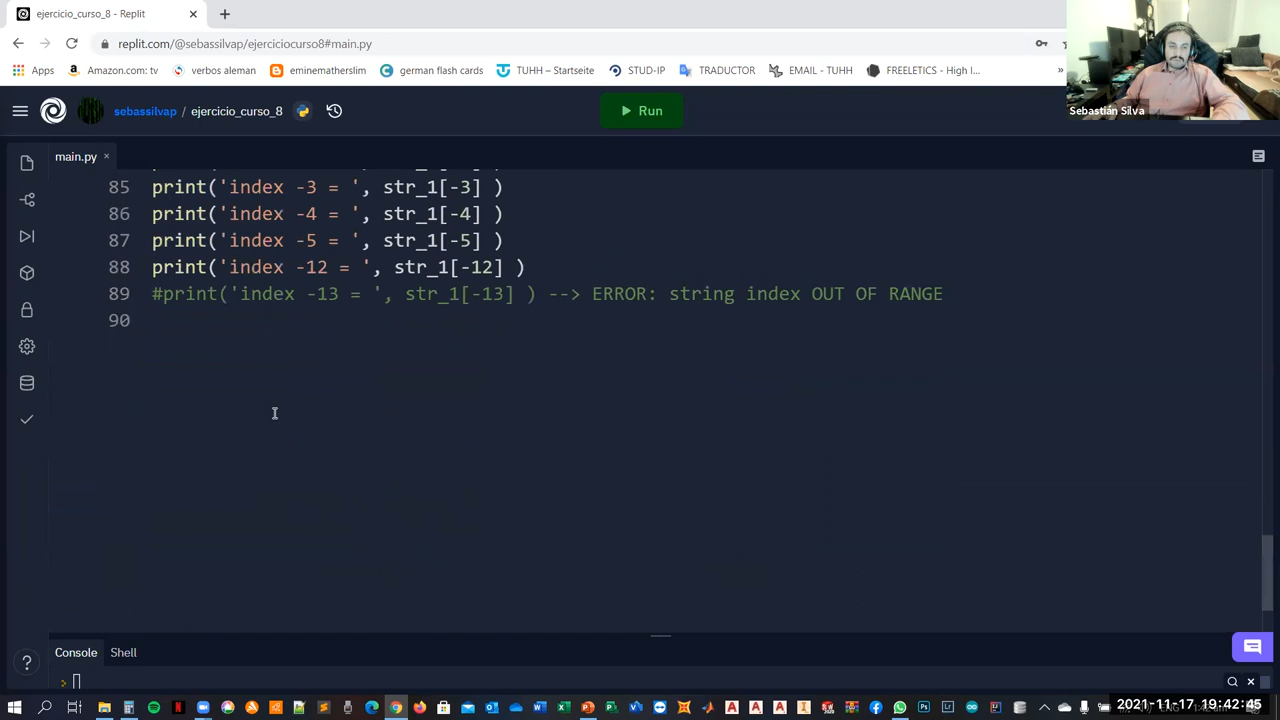 ejercicio_curso_8 - Replit
replit.com/@sebassilvap/ejerciciocurso8#main.py
Apps Amazon.com: tv verbos aleman eminematherslim german flash cards TUHH – Startseite STUD-IP TRADUCTOR EMAIL - TUHH FREELETICS - High I... »
Sebastián Silva
sebassilvap / ejercicio_curso_8
Run
main.py
85 print('index -3 = ', str_1[-3] )
86 print('index -4 = ', str_1[-4] )
87 print('index -5 = ', str_1[-5] )
88 print('index -12 = ', str_1[-12] )
89 #print('index -13 = ', str_1[-13] ) --> ERROR: string index OUT OF RANGE
90
Console Shell
2021-11-17 19:42:45